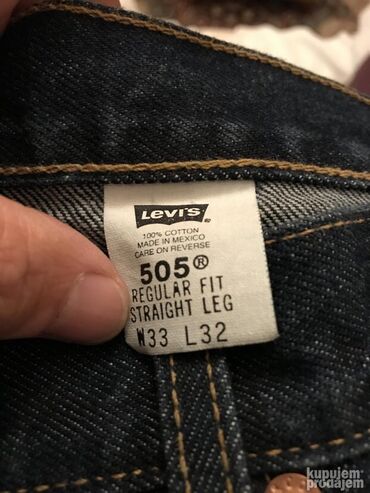 Levi's ®
100% COTTON
MADE IN MEXICO
CARE ON REVERSE
505®
REGULAR FIT
STRAIGHT LEG
W33 L32
kupujem
prodajem